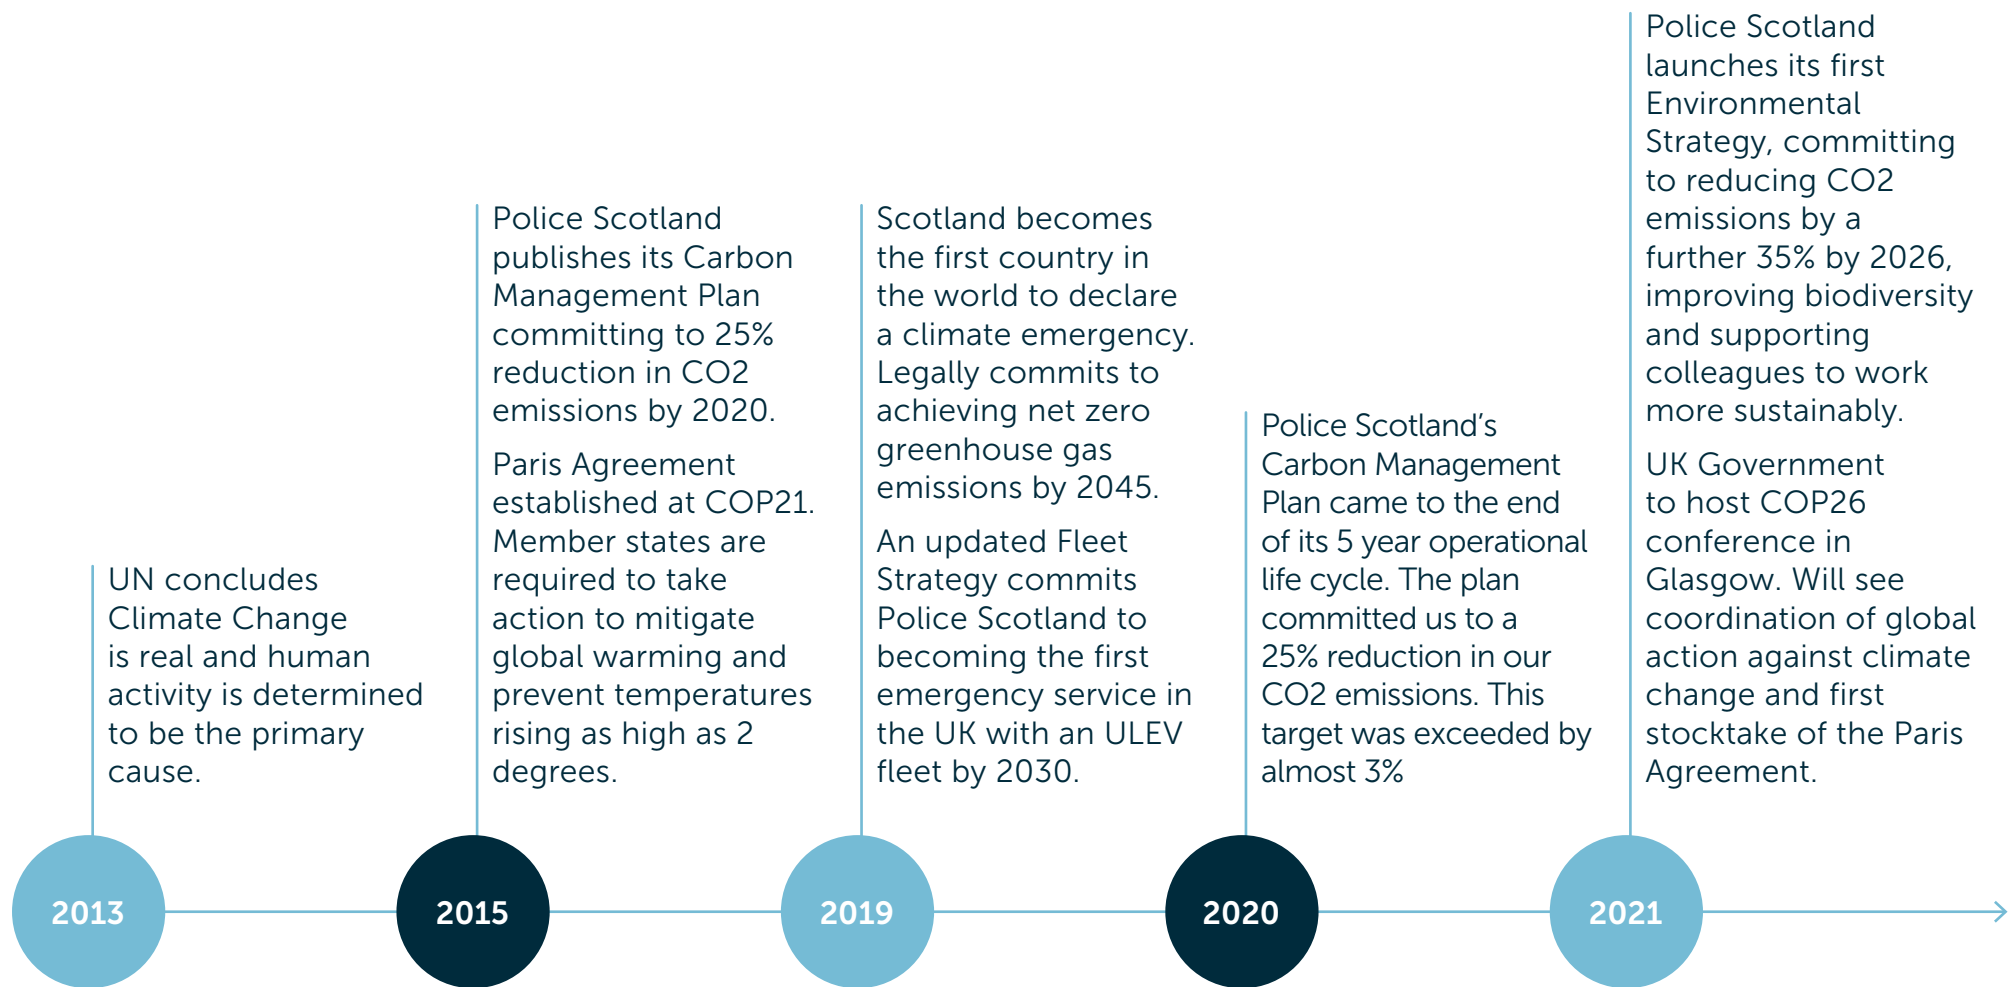 UN concludes
Climate Change
is real and human
activity is determined
to be the primary
cause.
2013
Police Scotland
publishes its Carbon
Management Plan
committing to 25%
reduction in CO2
emissions by 2020.
Paris Agreement
established at COP21.
Member states are
required to take
action to mitigate
global warming and
prevent temperatures
rising as high as 2
degrees.
2015
Scotland becomes
the first country in
the world to declare
a climate emergency.
Legally commits to
achieving net zero
greenhouse gas
emissions by 2045.
An updated Fleet
Strategy commits
Police Scotland to
becoming the first
emergency service in
the UK with an ULEV
fleet by 2030.
2019
Police Scotland’s
Carbon Management
Plan came to the end
of its 5 year operational
life cycle. The plan
committed us to a
25% reduction in our
CO2 emissions. This
target was exceeded by
almost 3%
2020
Police Scotland
launches its first
Environmental
Strategy, committing
to reducing CO2
emissions by a
further 35% by 2026,
improving biodiversity
and supporting
colleagues to work
more sustainably.
UK Government
to host COP26
conference in
Glasgow. Will see
coordination of global
action against climate
change and first
stocktake of the Paris
Agreement.
2021